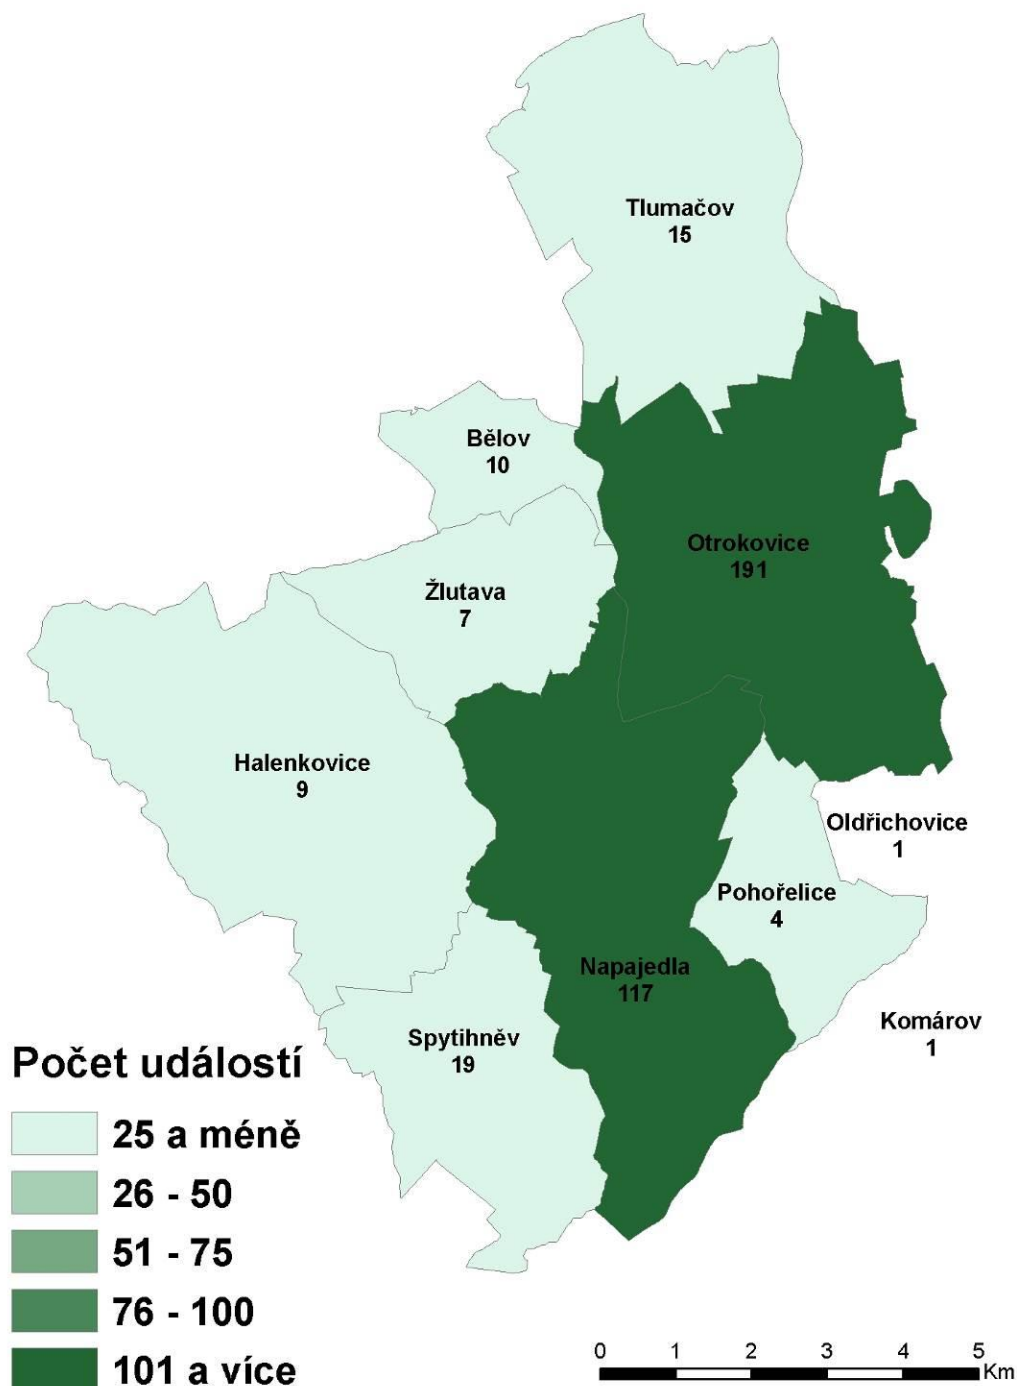 Tlumačov
15
Bělov
10
Otrokovice
191
Žlutava
7
Halenkovice
9
Oldřichovice
1
Pohořelice
4
Napajedla
117
Komárov
1
Spytihněv
19
Počet událostí
25 a méně
26 - 50
51 - 75
76 - 100
101 a více
0 1 2 3 4 5
Km